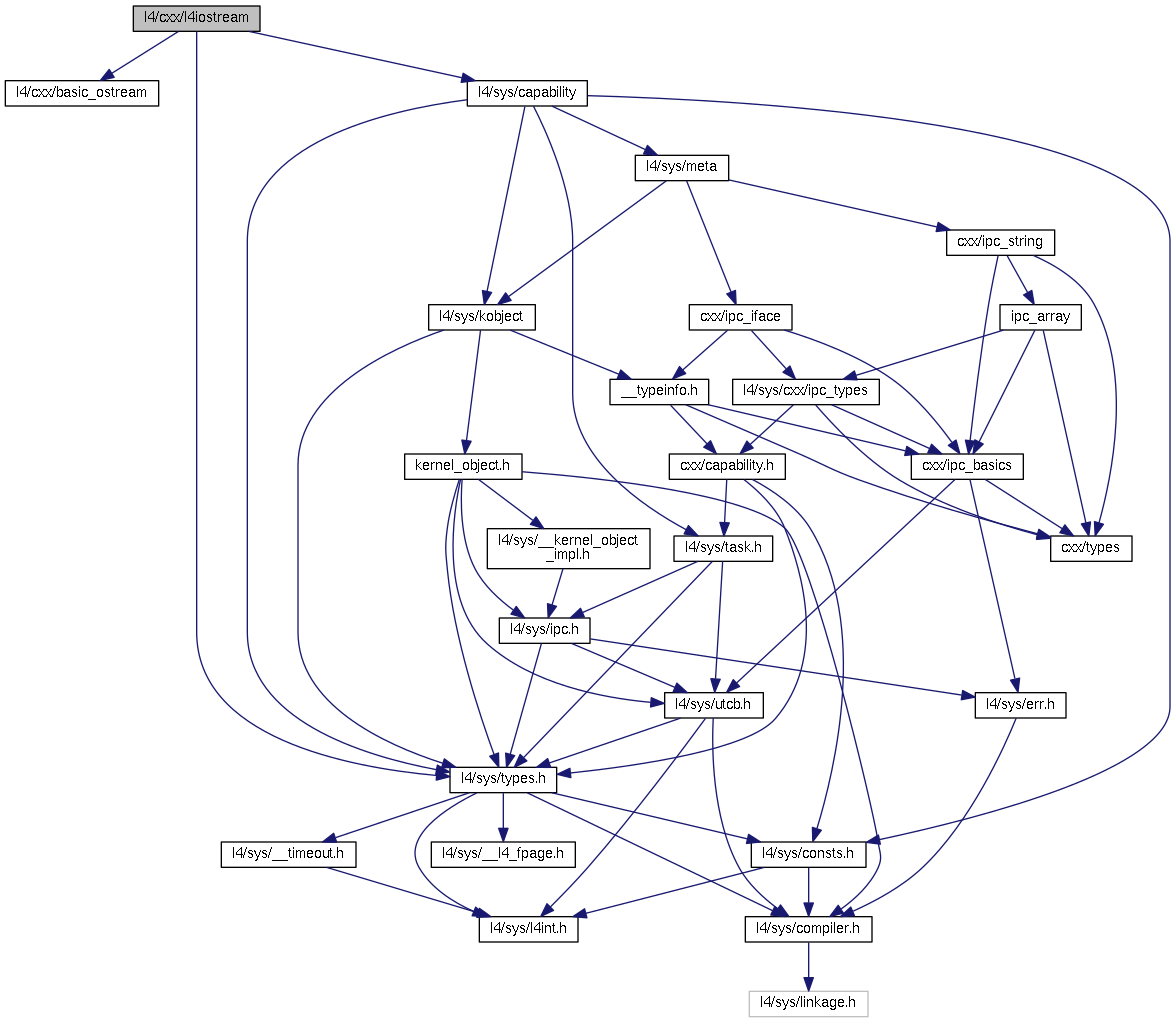 l4/cxx/l4iostream
l4/cxx/basic_ostream
l4/sys/capability
l4/sys/meta
cxx/ipc_string
l4/sys/kobject
cxx/ipc_iface
ipc_array
__typeinfo.h
l4/sys/cxx/ipc_types
kernel_object.h
cxx/capability.h
cxx/ipc_basics
l4/sys/__kernel_object
_impl.h
l4/sys/task.h
cxx/types
l4/sys/ipc.h
l4/sys/utcb.h
l4/sys/err.h
l4/sys/types.h
l4/sys/__timeout.h
l4/sys/__l4_fpage.h
l4/sys/consts.h
l4/sys/l4int.h
l4/sys/compiler.h
l4/sys/linkage.h